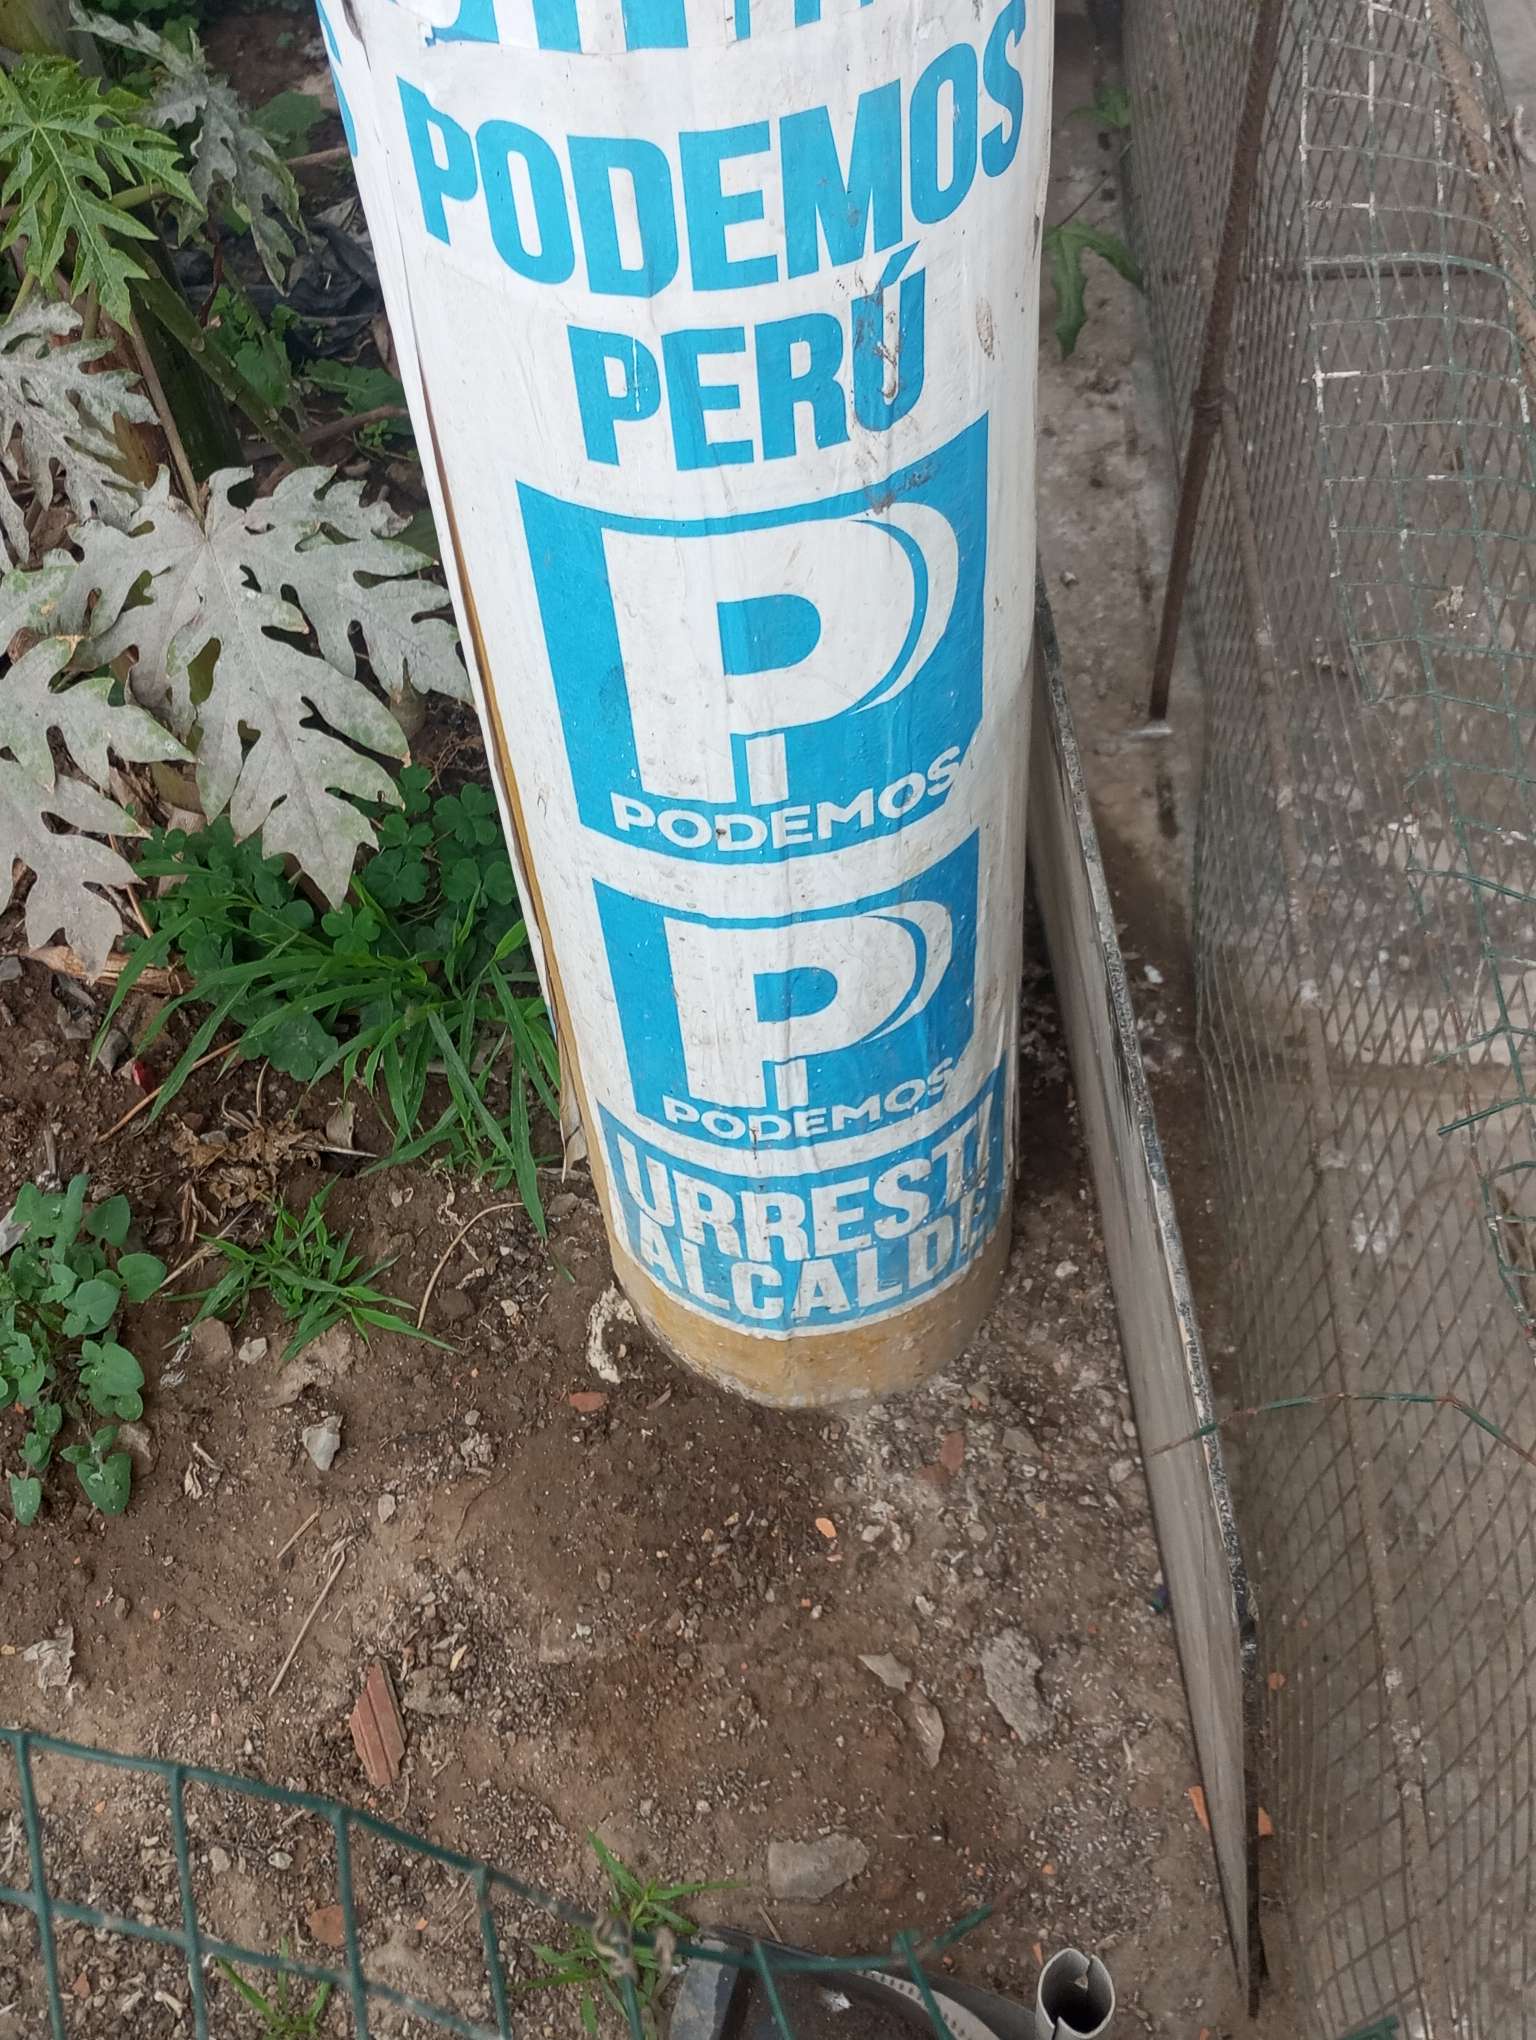 PODEMOS
PERÚ
P
PODEMOS
P
PODEMOS
URRESTI
ALCALDE